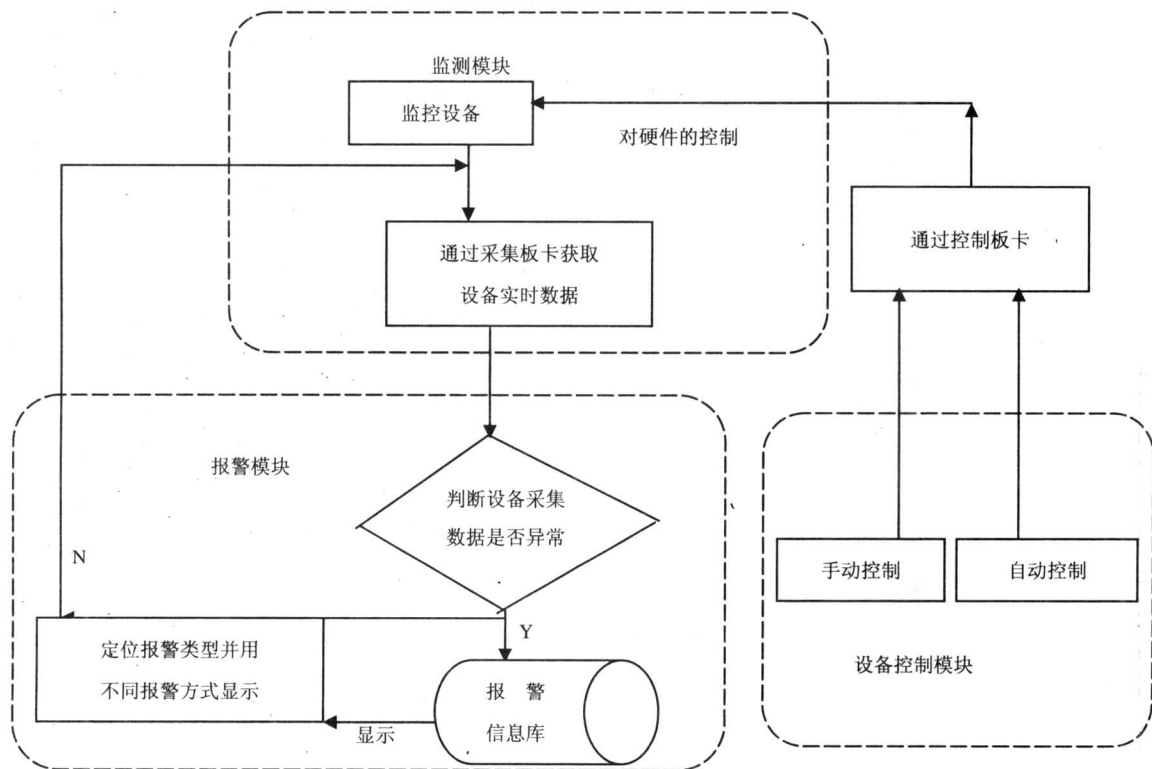 监测模块
监控设备
对硬件的控制
通过采集板卡获取
设备实时数据
通过控制板卡
报警模块
判断设备采集
数据是否异常
N
Y
定位报警类型并用
不同报警方式显示
显示
报 警
信息库
手动控制
自动控制
设备控制模块